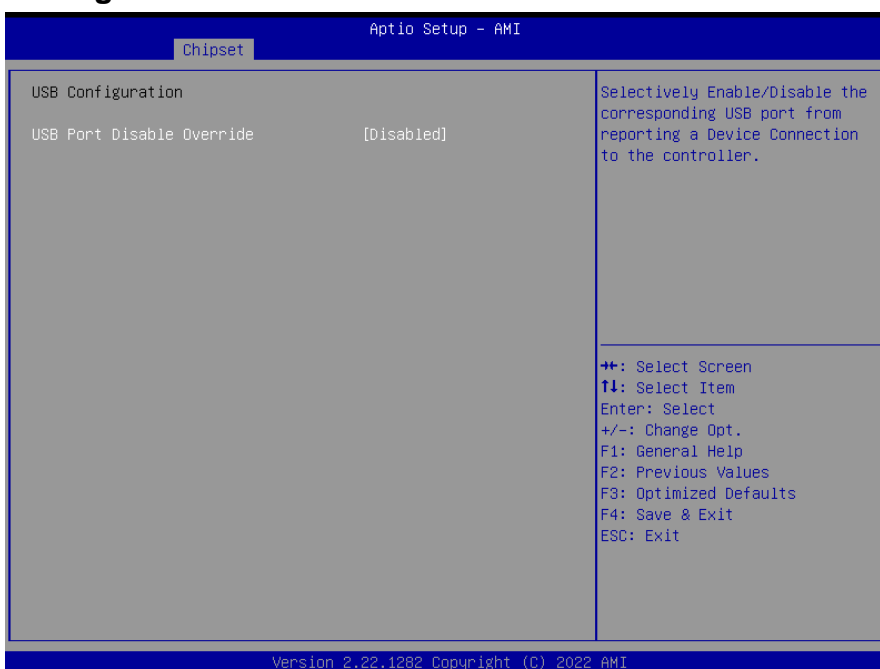 Aptio Setup – AMI
Chipset
USB Configuration
USB Port Disable Override [Disabled]
Selectively Enable/Disable the
corresponding USB port from
reporting a Device Connection
to the controller.
→←: Select Screen
↑↓: Select Item
Enter: Select
+/-: Change Opt.
F1: General Help
F2: Previous Values
F3: Optimized Defaults
F4: Save & Exit
ESC: Exit
Version 2.22.1282 Copyright (C) 2022 AMI